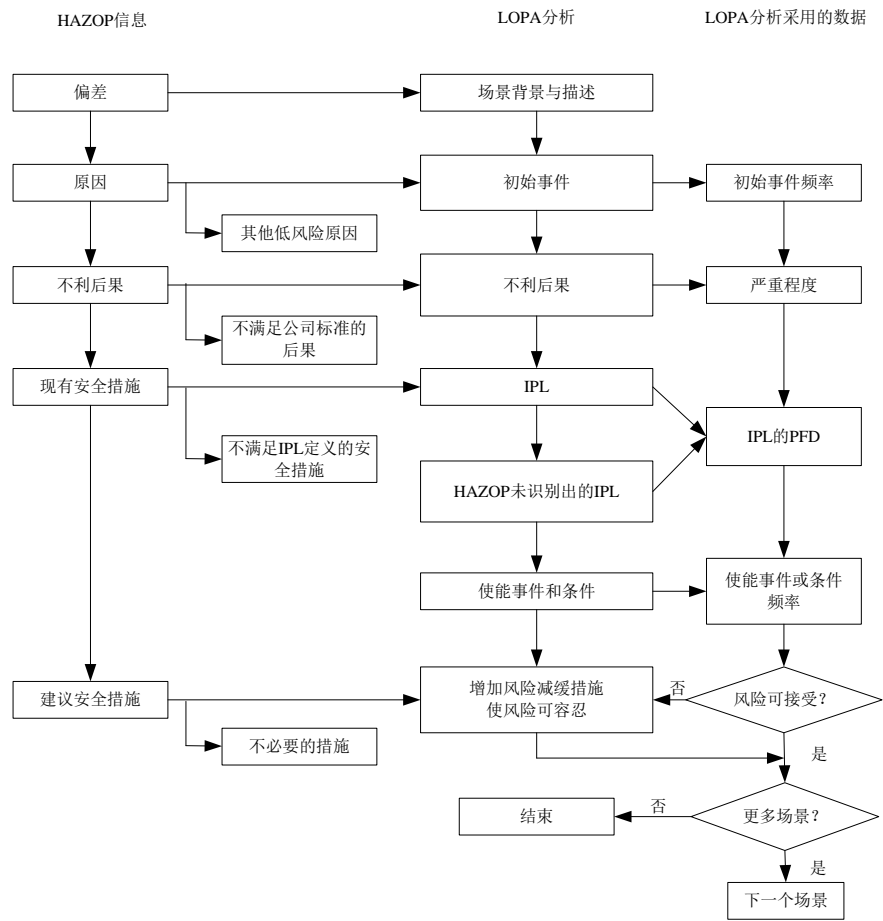 HAZOP信息
LOPA分析
LOPA分析采用的数据
偏差
场景背景与描述
原因
初始事件
初始事件频率
其他低风险原因
不利后果
不利后果
严重程度
不满足公司标准的
后果
现有安全措施
IPL
IPL的PFD
不满足IPL定义的安
全措施
HAZOP未识别出的IPL
使能事件和条件
使能事件或条件
频率
建议安全措施
增加风险减缓措施
使风险可容忍
否
风险可接受？
不必要的措施
是
结束
否
更多场景？
是
下一个场景